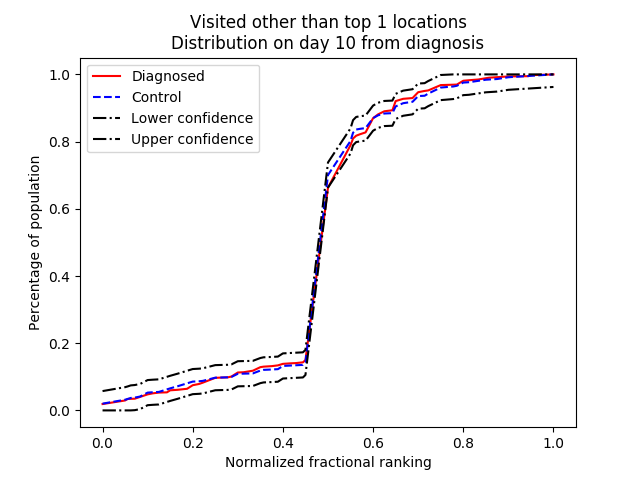 Visited other than top 1 locations
Distribution on day 10 from diagnosis
Diagnosed
Control
Lower confidence
Upper confidence
Percentage of population
1.0
0.8
0.6
0.4
0.2
0.0
0.0 0.2 0.4 0.6 0.8 1.0
Normalized fractional ranking